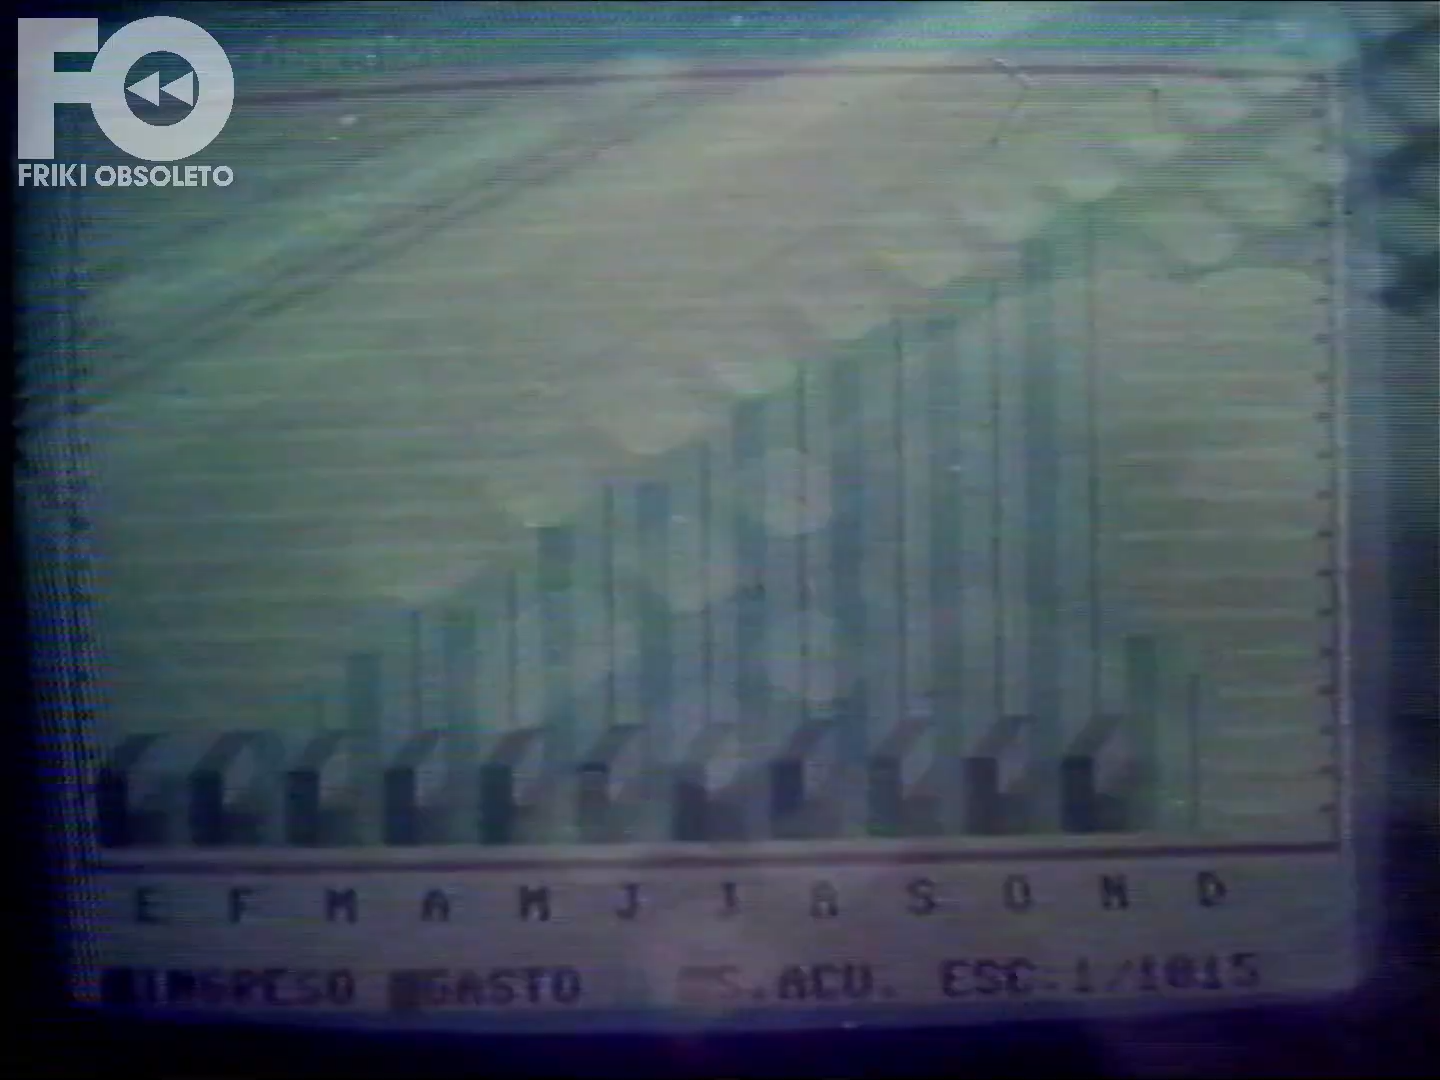 FO
FRIKI OBSOLETO
E F M A M J J A S O N D
INGRESO GASTO S.ACU. ESC.1/1015